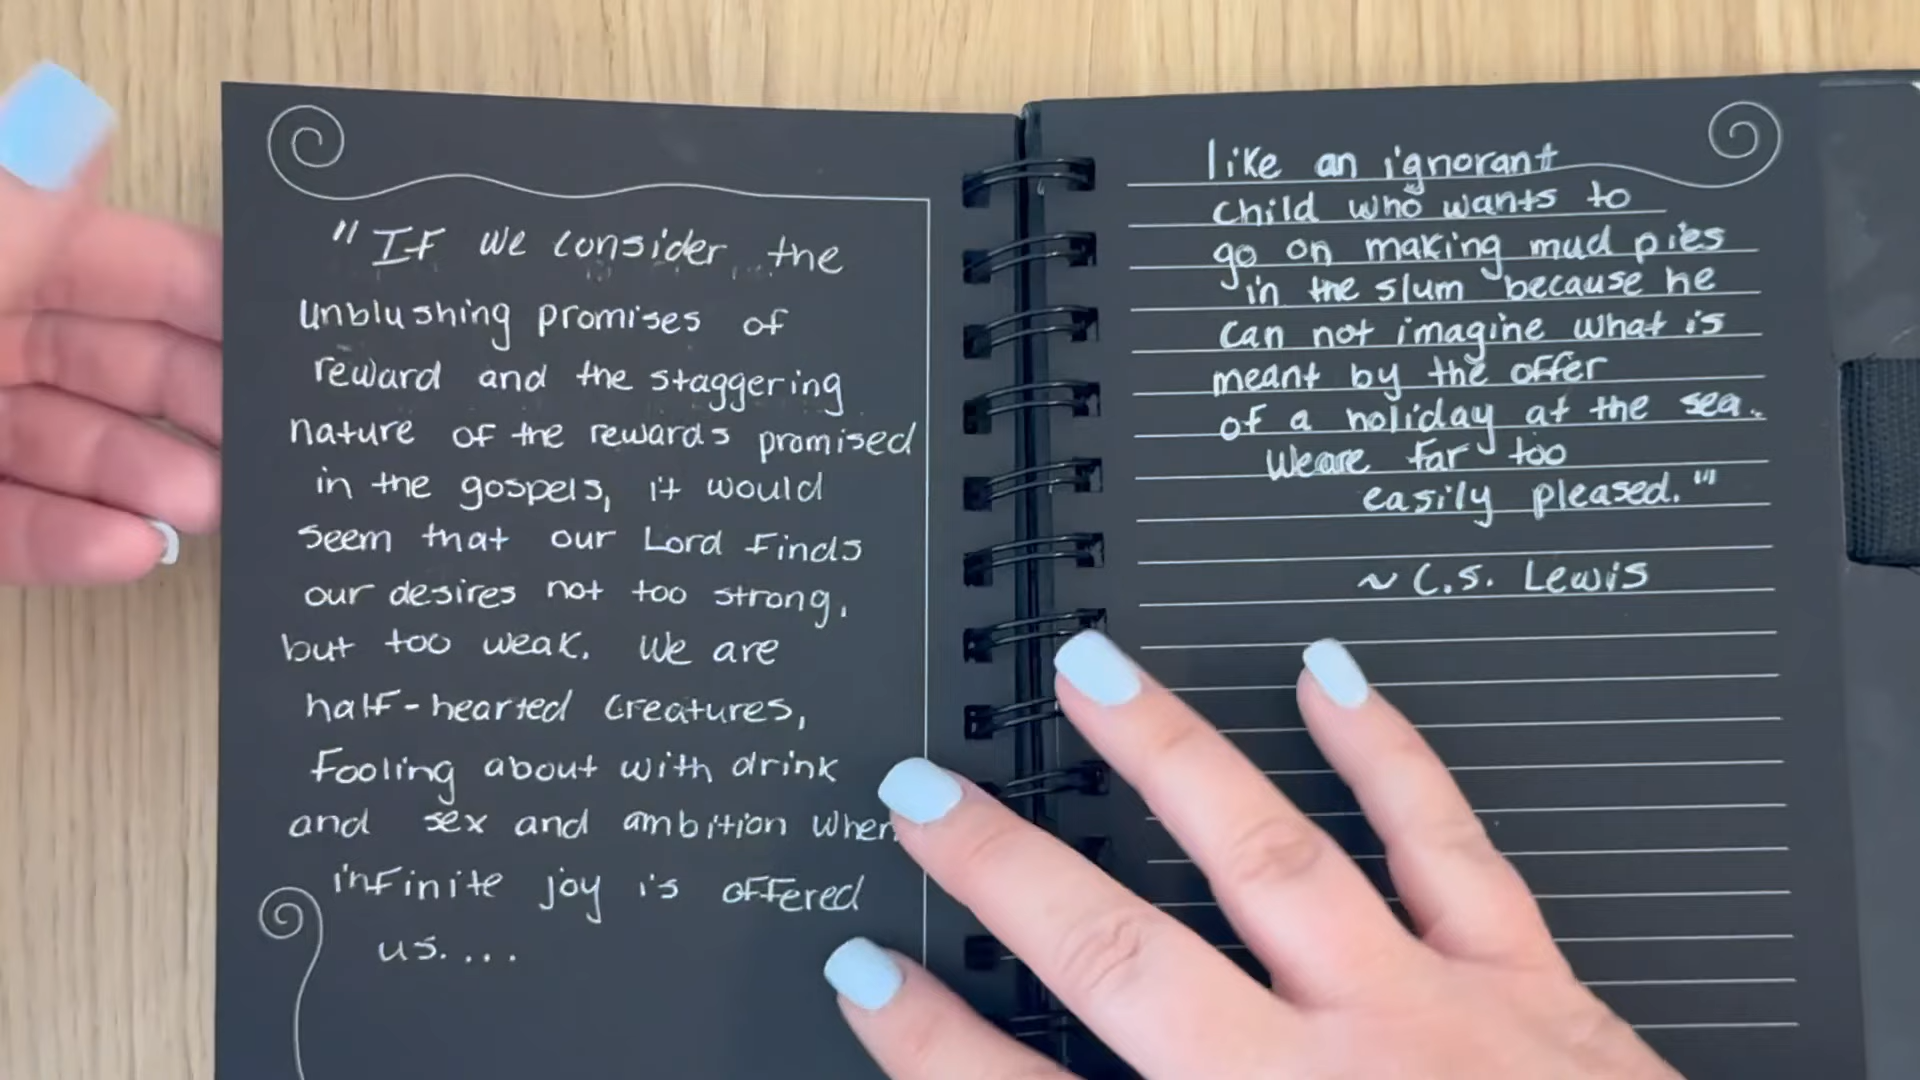 "If we consider the
unblushing promises of
reward and the staggering
nature of the rewards promised
in the gospels, it would
seem that our Lord finds
our desires not too strong,
but too weak. We are
half-hearted creatures,
fooling about with drink
and sex and ambition when
infinite joy is offered
us....
like an ignorant
child who wants to
go on making mud pies
in the slum because he
can not imagine what is
meant by the offer
of a holiday at the sea.
We are far too
easily pleased."
~ C.S. Lewis